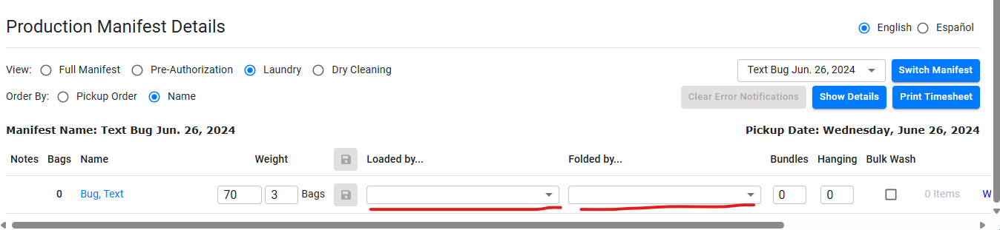 Production Manifest Details
English Español
View: Full Manifest Pre-Authorization Laundry Dry Cleaning
Text Bug Jun. 26, 2024 Switch Manifest
Order By: Pickup Order Name
Clear Error Notifications Show Details Print Timesheet
Manifest Name: Text Bug Jun. 26, 2024 Pickup Date: Wednesday, June 26, 2024
Notes Bags Name Weight Loaded by... Folded by... Bundles Hanging Bulk Wash
0 Bug, Text 70 3 Bags 0 0 0 Items W